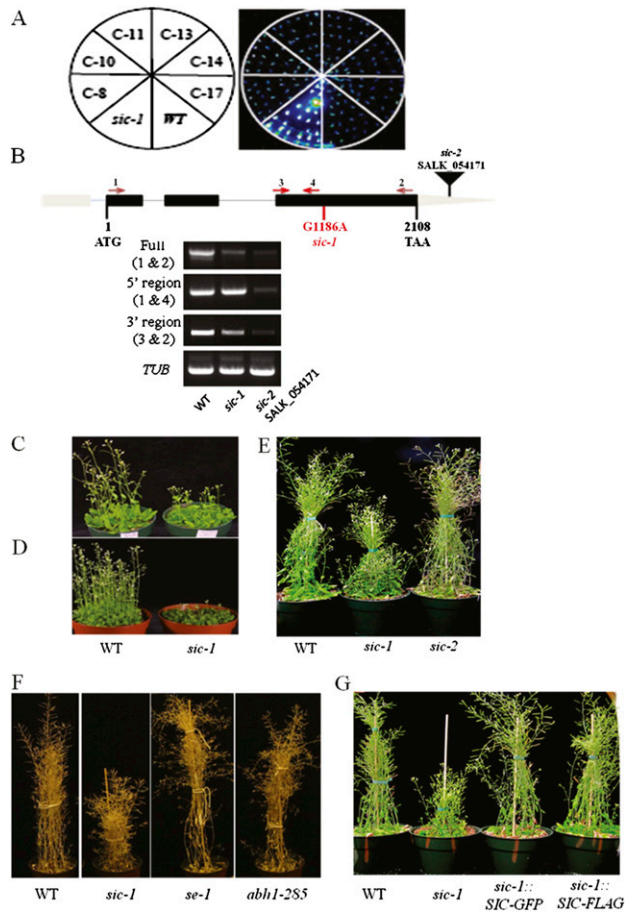 A
C-11 C-13
C-10 C-14
C-8 C-17
sic-1 WT
B
sic-2
SALK_054171
1 3 4 2
1
ATG
G1186A
sic-1
2108
TAA
Full
(1 & 2)
5' region
(1 & 4)
3' region
(3 & 2)
TUB
WT sic-1 sic-2
SALK_054171
C
D
WT sic-1
E
WT sic-1 sic-2
F
WT sic-1 se-1 abh1-285
G
WT sic-1 sic-1:: SIC-GFP sic-1:: SIC-FLAG